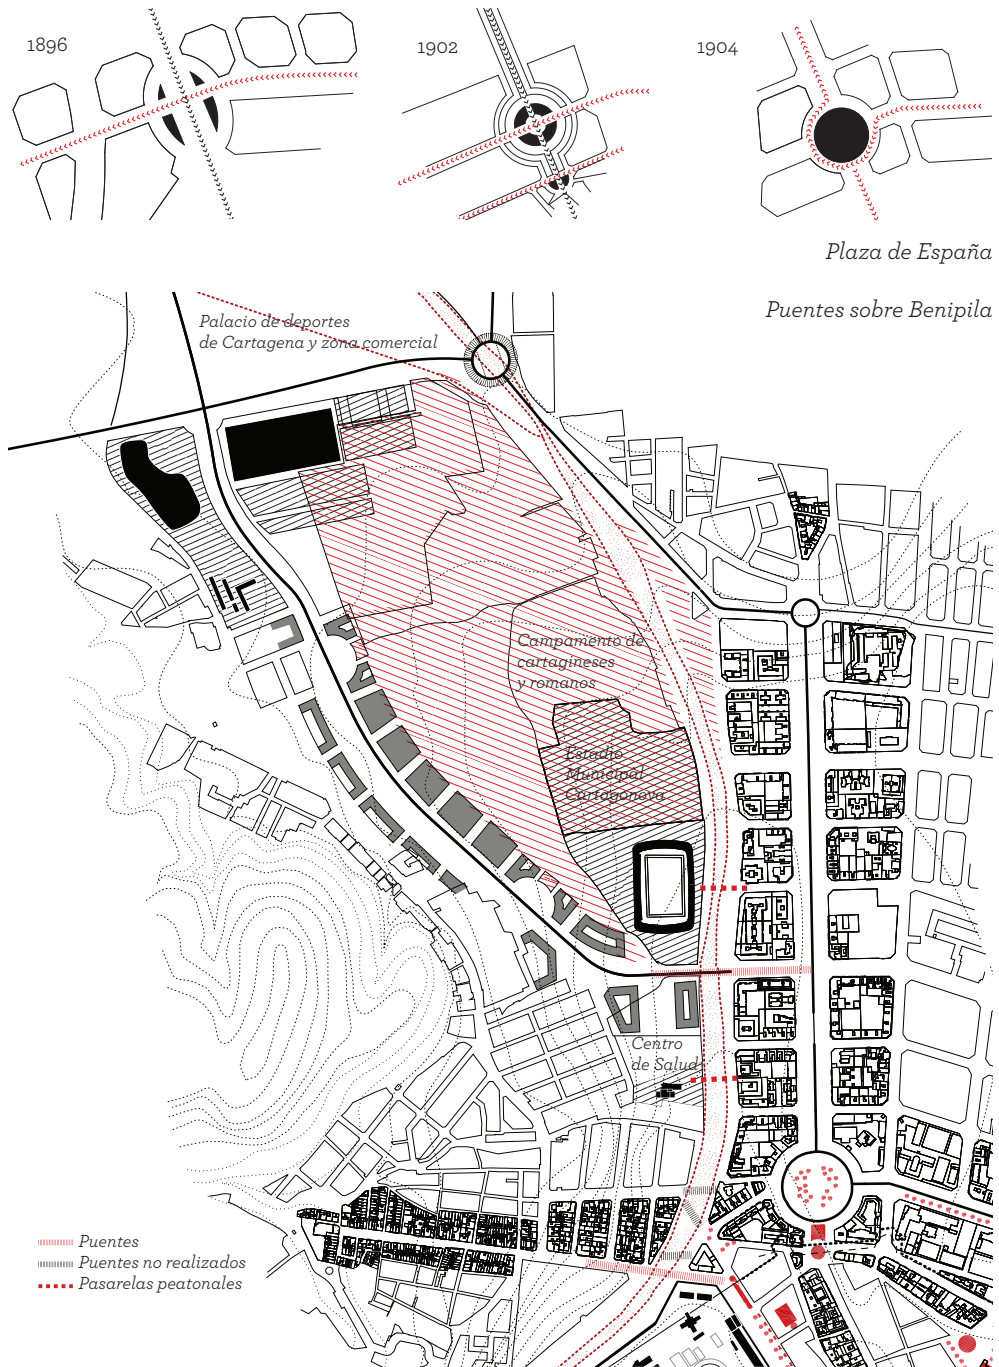 1896
1902
1904
Plaza de España
Puentes sobre Benipila
Palacio de deportes
de Cartagena y zona comercial
Campamento de
cartagineses
y romanos
Estadio
Municipal
Cartagonova
Centro
de Salud
Puentes
Puentes no realizados
Pasarelas peatonales